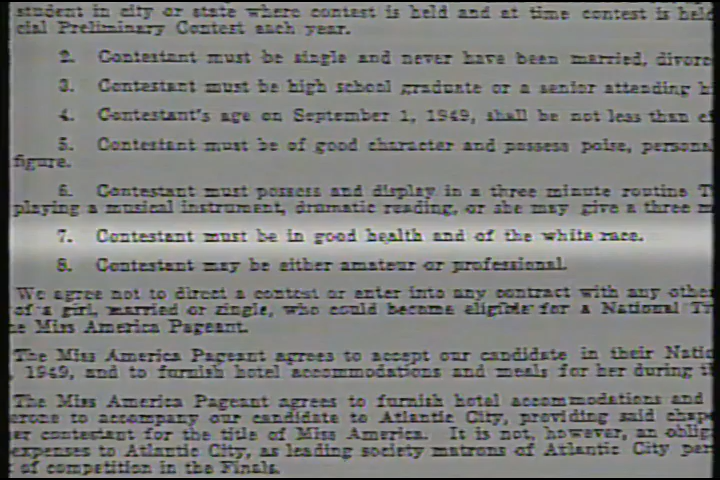 student in city or state where contest is held and at time contest is held
cial Preliminary Contest each year.
2. Contestant must be single and never have been married, divorc
3. Contestant must be high school graduate or a senior attending hi
4. Contestant's age on September 1, 1949, shall be not less than ei
5. Contestant must be of good character and possess poise, persona
figure.
6. Contestant must possess and display in a three minute routine T
playing a musical instrument, dramatic reading, or she may give a three m
7. Contestant must be in good health and of the white race.
8. Contestant may be either amateur or professional.
We agree not to direct a contest or enter into any contract with any othe
of a girl, married or single, who could become eligible for a National T
e Miss America Pageant.
The Miss America Pageant agrees to accept our candidate in their Natio
, 1949, and to furnish hotel accommodations and meals for her during t
The Miss America Pageant agrees to furnish hotel accommodations and
erone to accompany our candidate to Atlantic City, providing said chape
er contestant for the title of Miss America. It is not, however, an oblig
expenses to Atlantic City, as leading society matrons of Atlantic City per
of competition in the Finals.